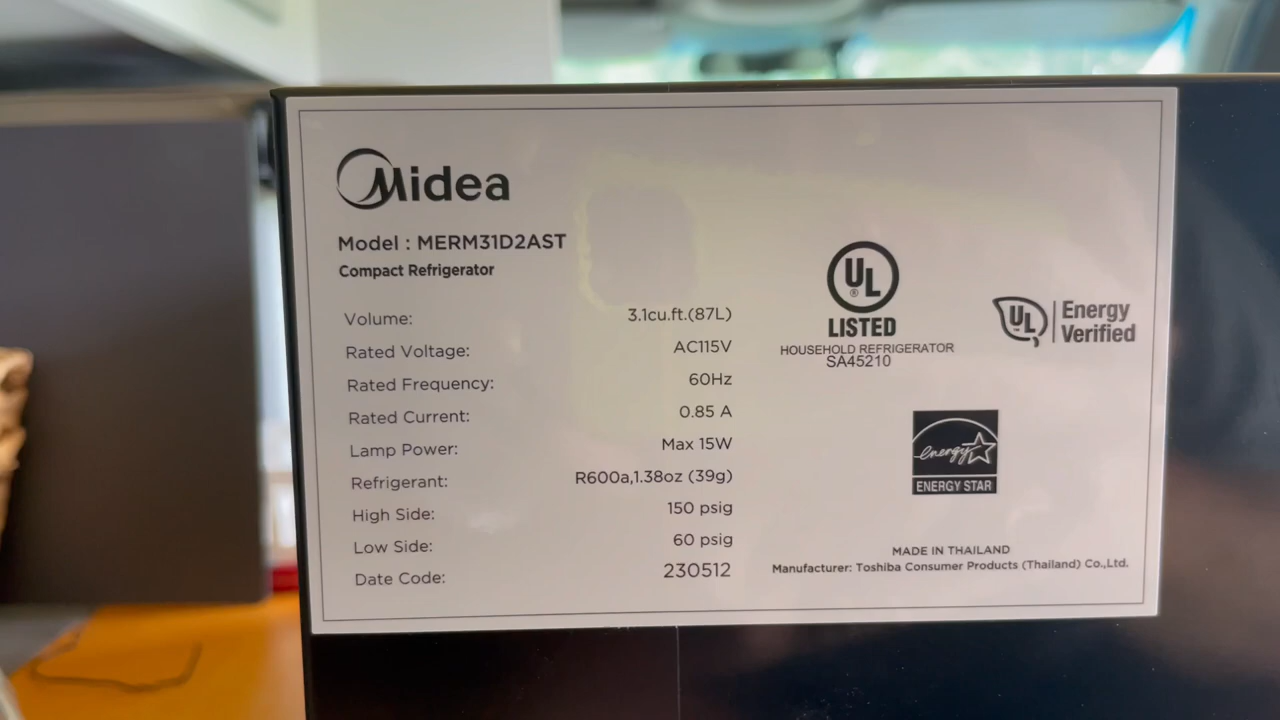 Midea
Model : MERM31D2AST
Compact Refrigerator
Volume: 3.1cu.ft.(87L)
Rated Voltage: AC115V
Rated Frequency: 60Hz
Rated Current: 0.85 A
Lamp Power: Max 15W
Refrigerant: R600a,1.38oz (39g)
High Side: 150 psig
Low Side: 60 psig
Date Code: 230512
UL
®
LISTED
HOUSEHOLD REFRIGERATOR
SA45210
UL
Energy
Verified
energy
ENERGY STAR
MADE IN THAILAND
Manufacturer: Toshiba Consumer Products (Thailand) Co.,Ltd.